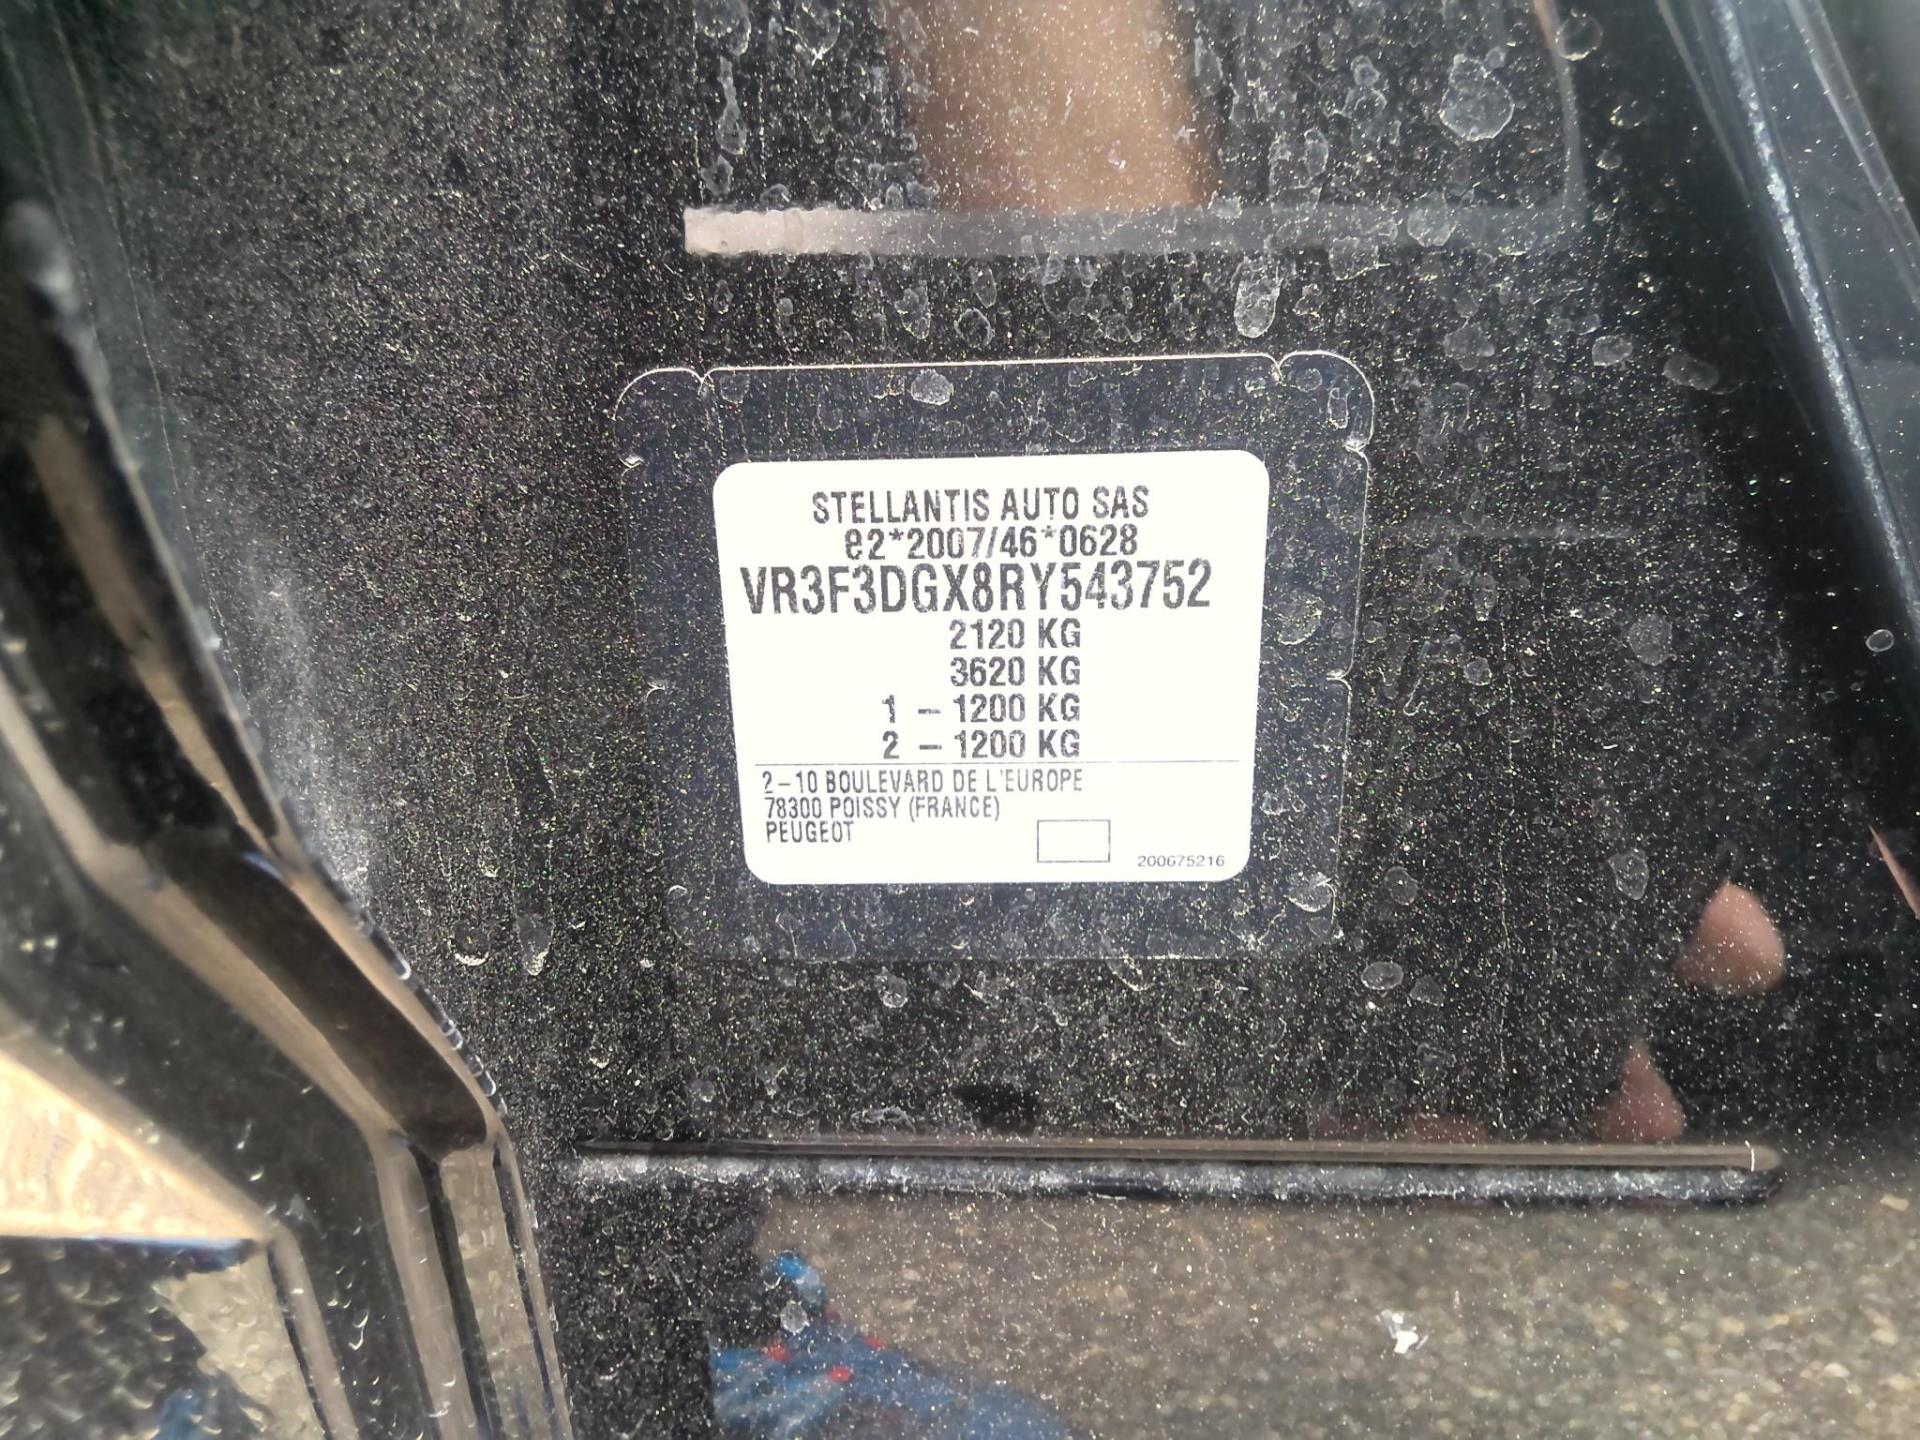 STELLANTIS AUTO SAS
e2*2007/46*0628
VR3F3DGX8RY543752
2120 KG
3620 KG
1 - 1200 KG
2 - 1200 KG
2-10 BOULEVARD DE L'EUROPE
78300 POISSY (FRANCE)
PEUGEOT
200675216